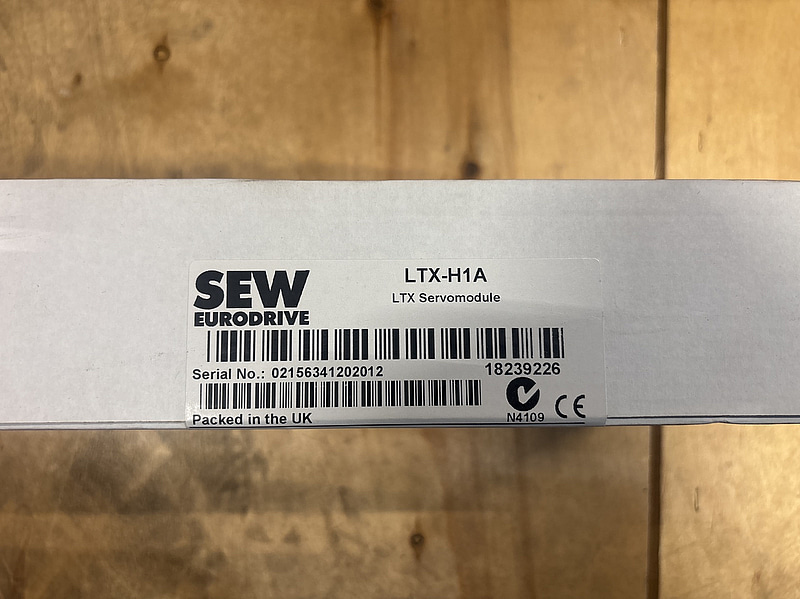 SEW
EURODRIVE
LTX-H1A
LTX Servomodule
Serial No.: 02156341202012
18239226
Packed in the UK
N4109
CE